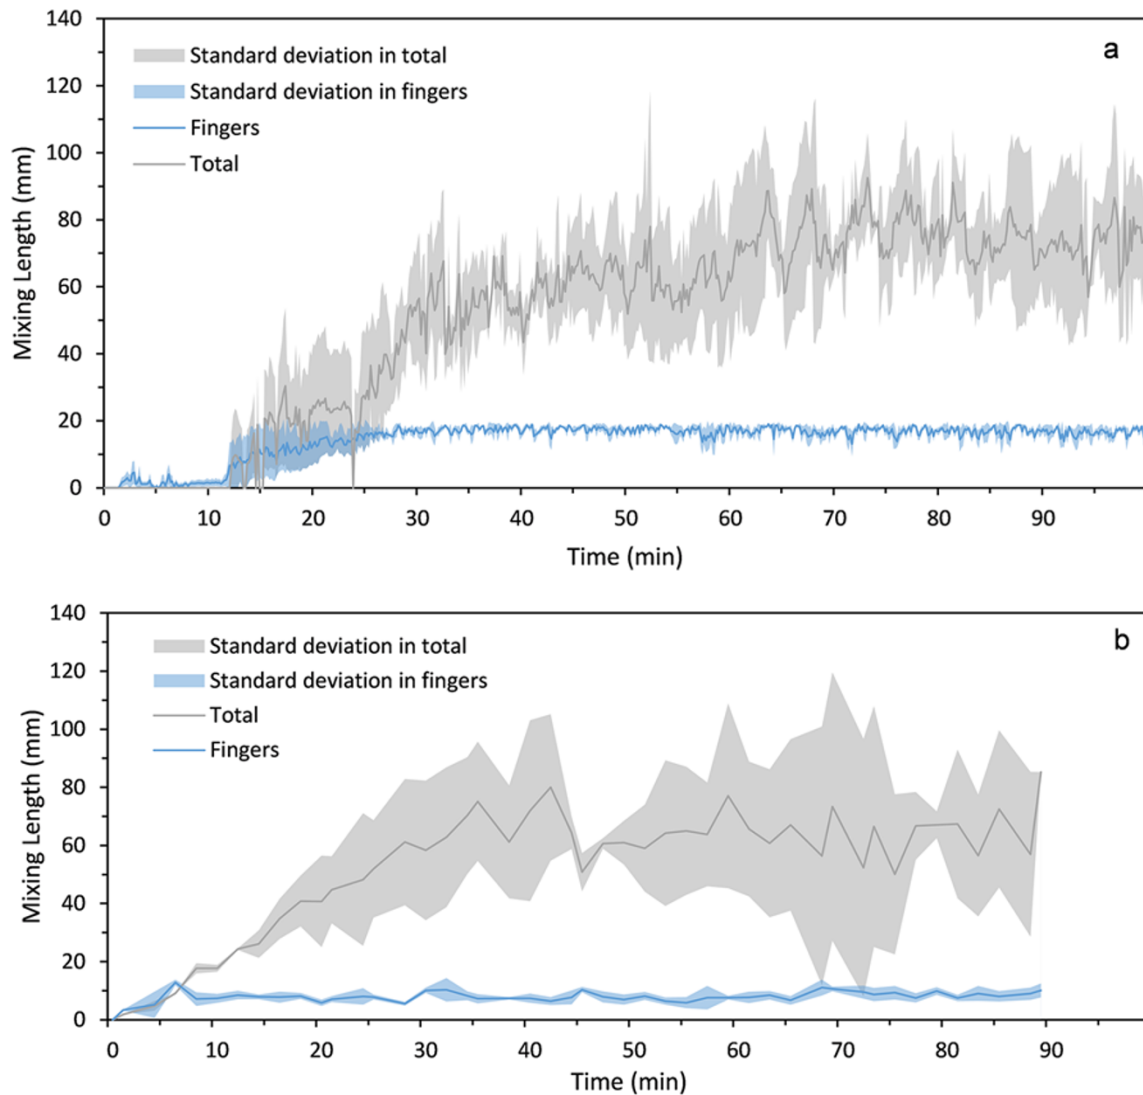 140
120
100
80
60
40
20
0
Mixing Length (mm)
a
Standard deviation in total
Standard deviation in fingers
Fingers
Total
0 10 20 30 40 50 60 70 80 90
Time (min)
140
120
100
80
60
40
20
0
Mixing Length (mm)
b
Standard deviation in total
Standard deviation in fingers
Total
Fingers
0 10 20 30 40 50 60 70 80 90
Time (min)